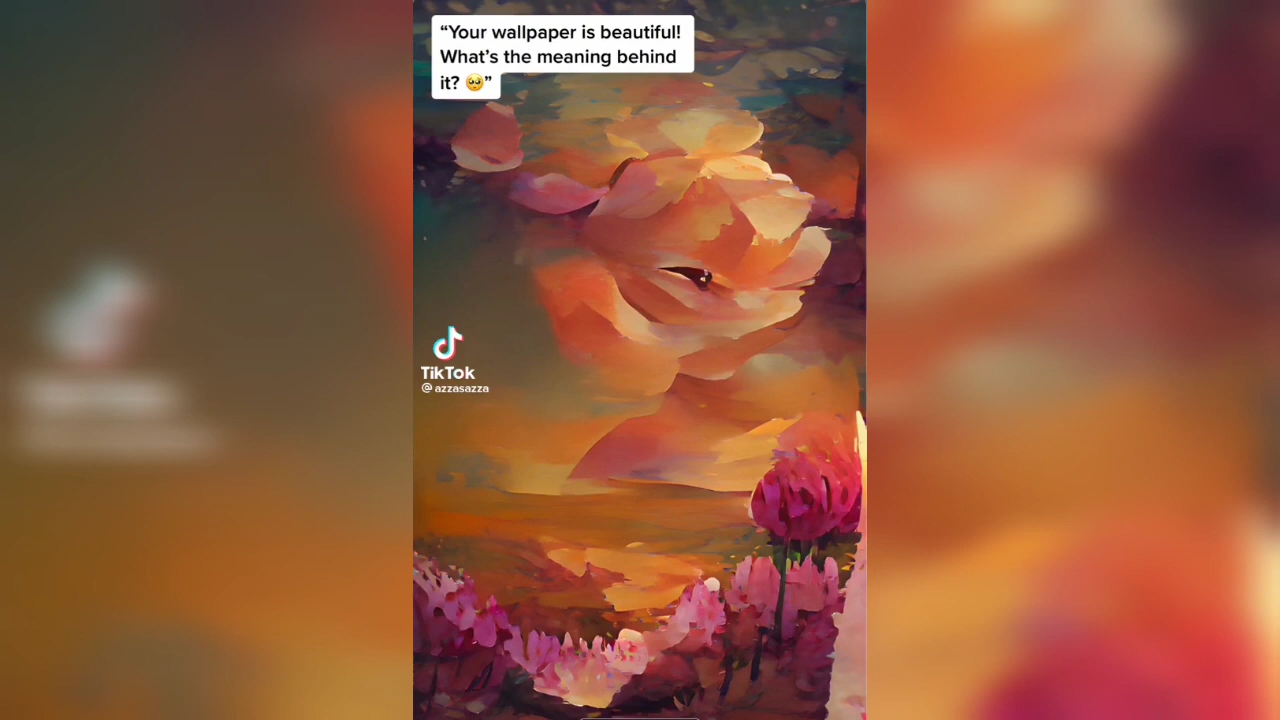 “Your wallpaper is beautiful!
What’s the meaning behind
it? 🥺”
TikTok
@azzasazza